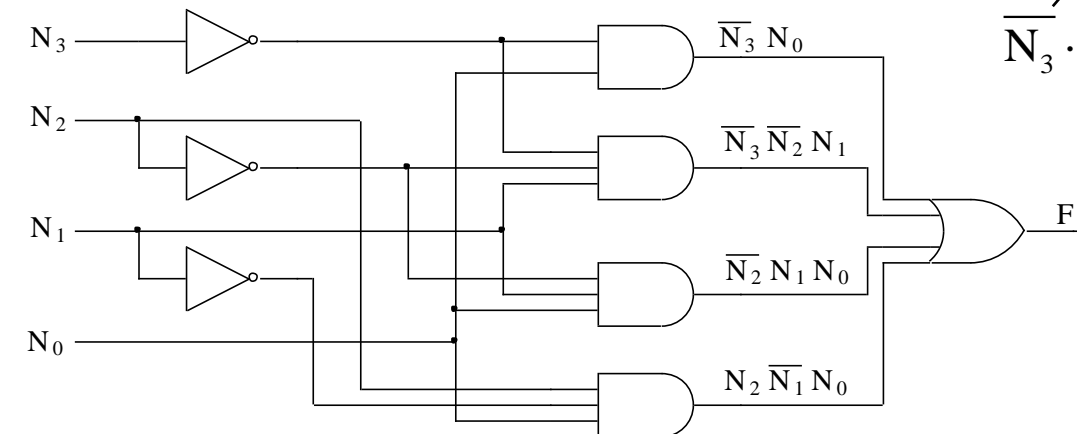 N₃
N̅₃ N₀
N̅₃ ·
N₂
N̅₃ N̅₂ N₁
N₁
F
N̅₂ N₁ N₀
N₀
N₂ N̅₁ N₀